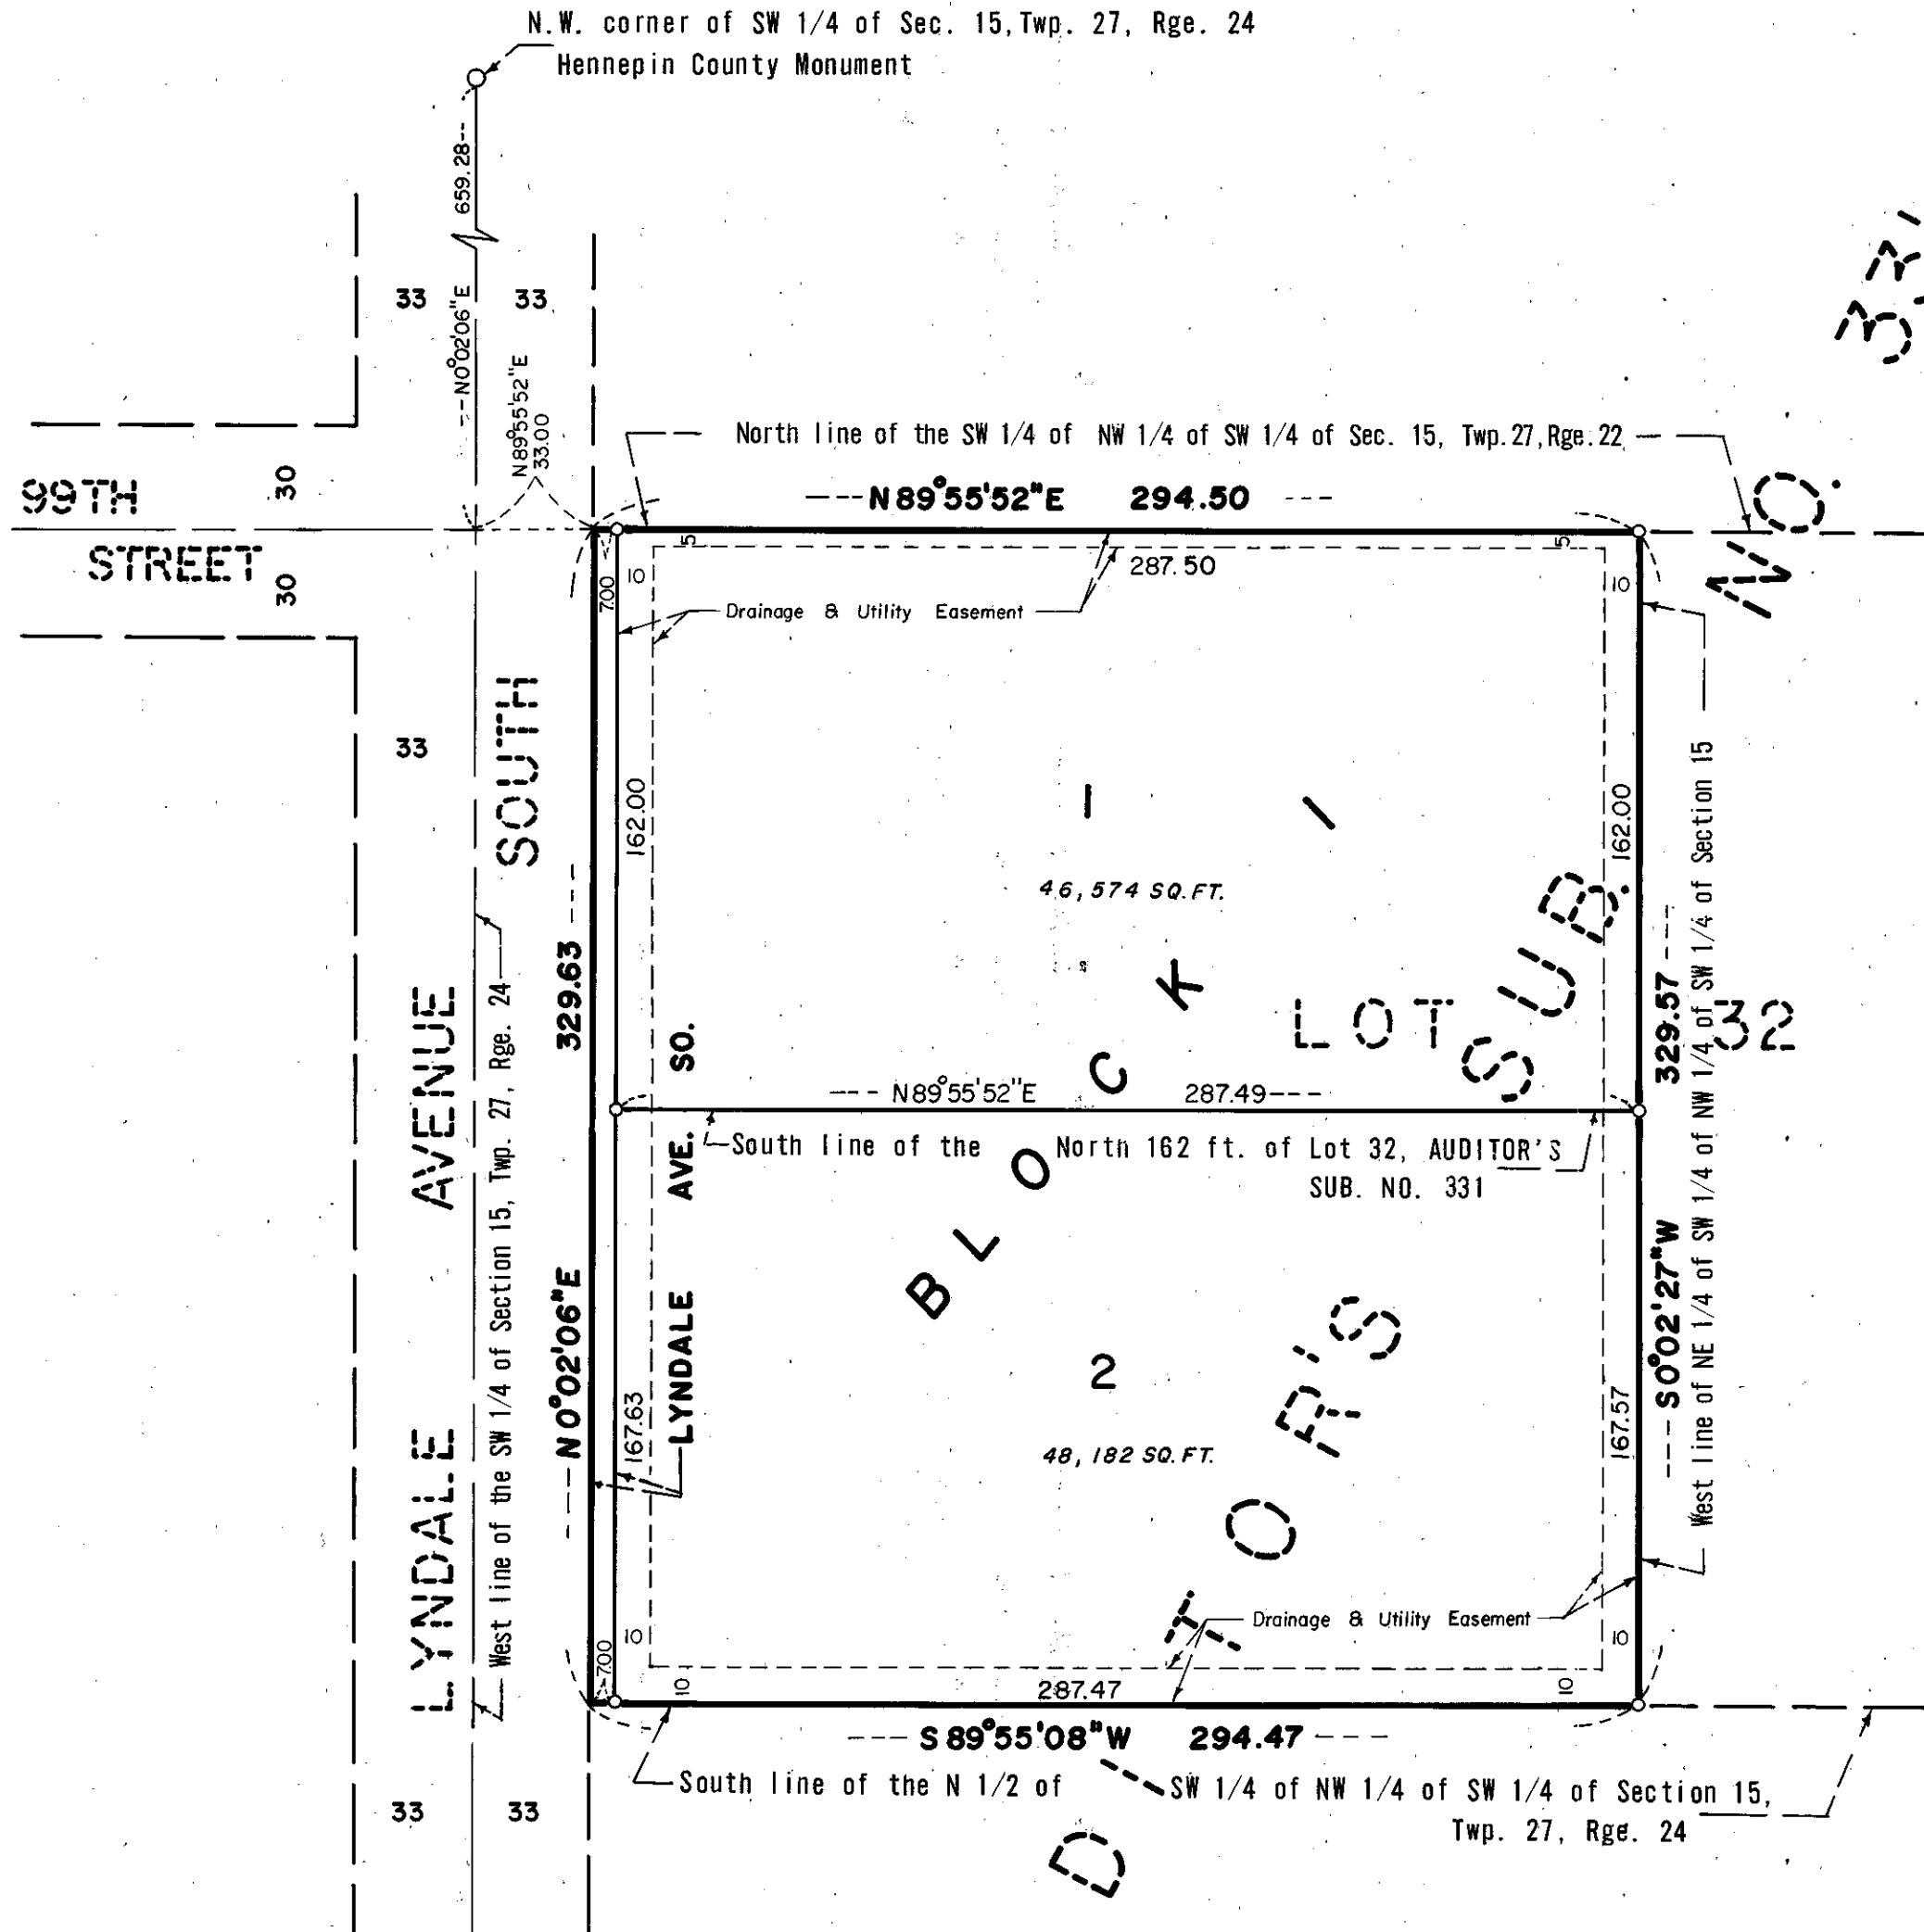 N.W. corner of SW 1/4 of Sec. 15, Twp. 27, Rge. 24
Hennepin County Monument
659.28--
--N0°02'06"E
33
33
N89°55'52"E
33.00
North line of the SW 1/4 of NW 1/4 of SW 1/4 of Sec. 15, Twp. 27, Rge. 22
---N89°55'52"E 294.50 ---
99TH
STREET
30
30
5
5
287.50
7.00
10
10
Drainage & Utility Easement
33
LYNDALE AVENUE SOUTH
West line of the SW 1/4 of Section 15, Twp. 27, Rge. 24
---N0°02'06"E 329.63---
162.00
162.00
1
46,574 SQ.FT.
BLOCK 1
LOT 32
---N89°55'52"E 287.49---
South line of the North 162 ft. of Lot 32, AUDITOR'S
SUB. NO. 331
LYNDALE AVE. SO.
167.63
167.57
2
48,182 SQ.FT.
---S0°02'27"W 329.57---
West line of NE 1/4 of SW 1/4 of NW 1/4 of SW 1/4 of Section 15
DITOR'S SUB. NO. 331
Drainage & Utility Easement
7.00
10
10
10
10
287.47
---S89°55'08"W 294.47---
South line of the N 1/2 of SW 1/4 of NW 1/4 of SW 1/4 of Section 15,
Twp. 27, Rge. 24
33
33